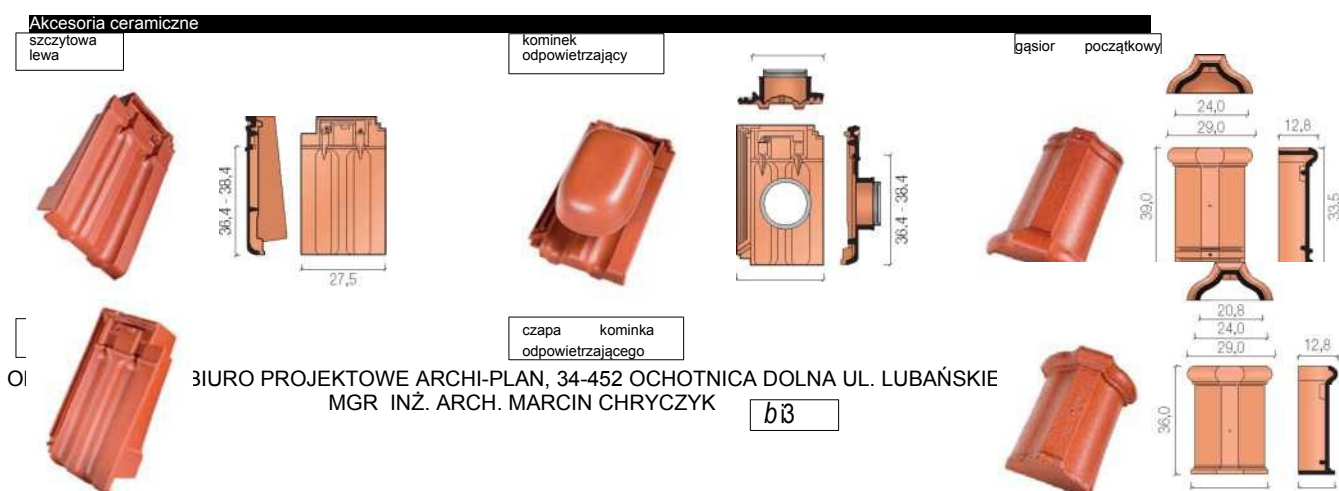 Akcesoria ceramiczne
szczytowa
lewa
kominek
odpowietrzający
gąsior początkowy
24,0
29,0
12,8
39,0
33,5
36,4 - 38,4
27,5
36,4 - 38,4
czapa kominka
odpowietrzającego
20,8
24,0
29,0
12,8
36,0
BIURO PROJEKTOWE ARCHI-PLAN, 34-452 OCHOTNICA DOLNA UL. LUBAŃSKIE
MGR INŻ. ARCH. MARCIN CHRYCZYK